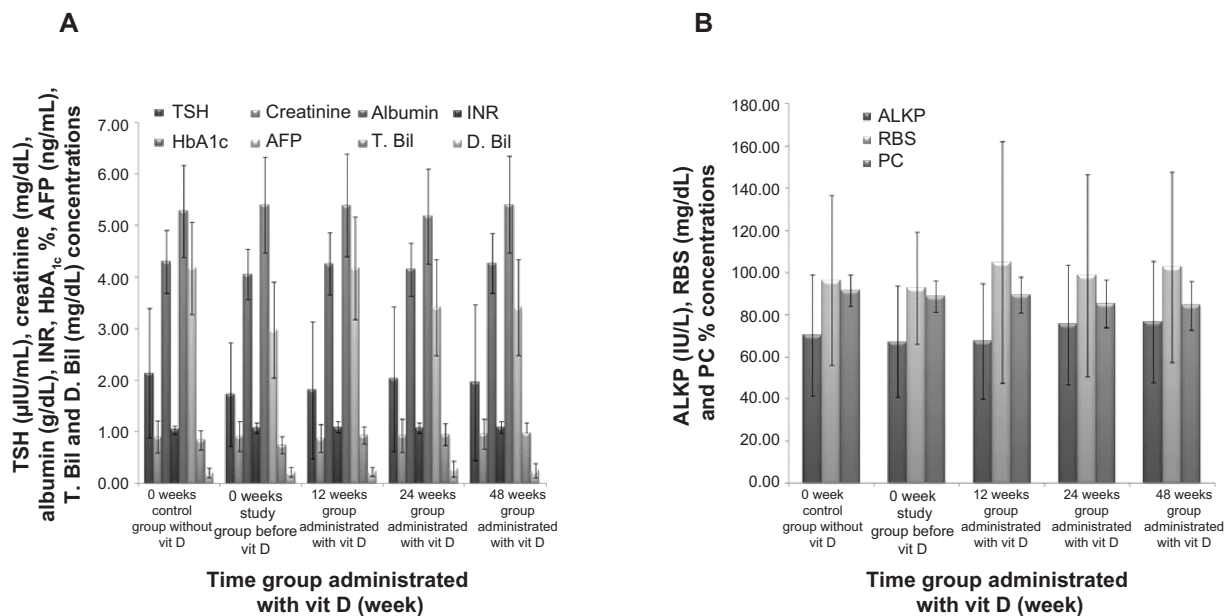 A
TSH (µIU/mL), creatinine (mg/dL),
albumin (g/dL), INR, HbA1c %, AFP (ng/mL),
T. Bil and D. Bil (mg/dL) concentrations
TSH Creatinine Albumin INR
HbA1c AFP T. Bil D. Bil
7.00
6.00
5.00
4.00
3.00
2.00
1.00
0.00
0 weeks
control
group without
vit D
0 weeks
study
group before
vit D
12 weeks
group
administrated
with vit D
24 weeks
group
administrated
with vit D
48 weeks
group
administrated
with vit D
Time group administrated
with vit D (week)
B
ALKP (IU/L), RBS (mg/dL)
and PC % concentrations
ALKP
RBS
PC
180.00
160.00
140.00
120.00
100.00
80.00
60.00
40.00
20.00
0.00
0 week
control
group without
vit D
0 week
study
group before
vit D
12 weeks
group
administrated
with vit D
24 weeks
group
administrated
with vit D
48 weeks
group
administrated
with vit D
Time group administrated
with vit D (week)